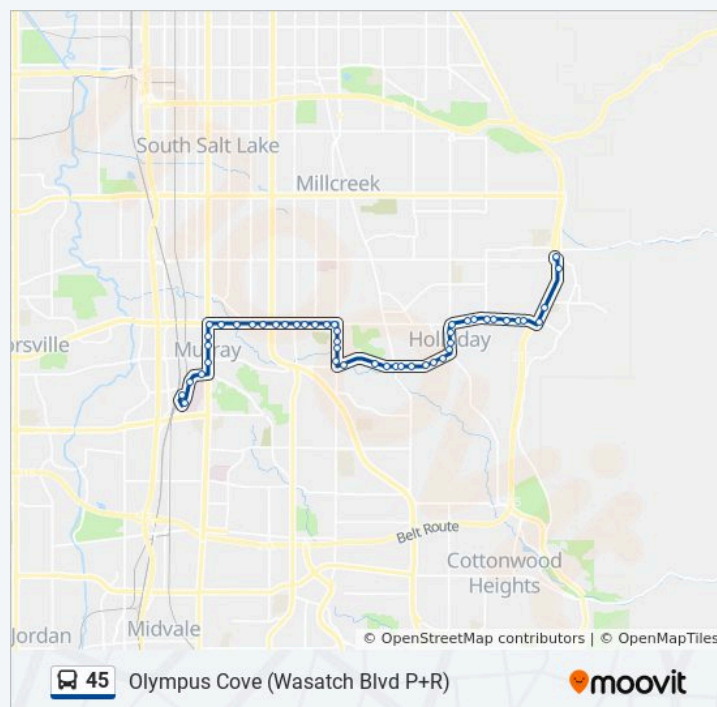 South Salt Lake
Millcreek
orsville
Murray
Holladay
Belt Route
Cottonwood
Heights
Jordan
Midvale
© OpenStreetMap contributors | © OpenMapTiles
45 Olympus Cove (Wasatch Blvd P+R)
moovit